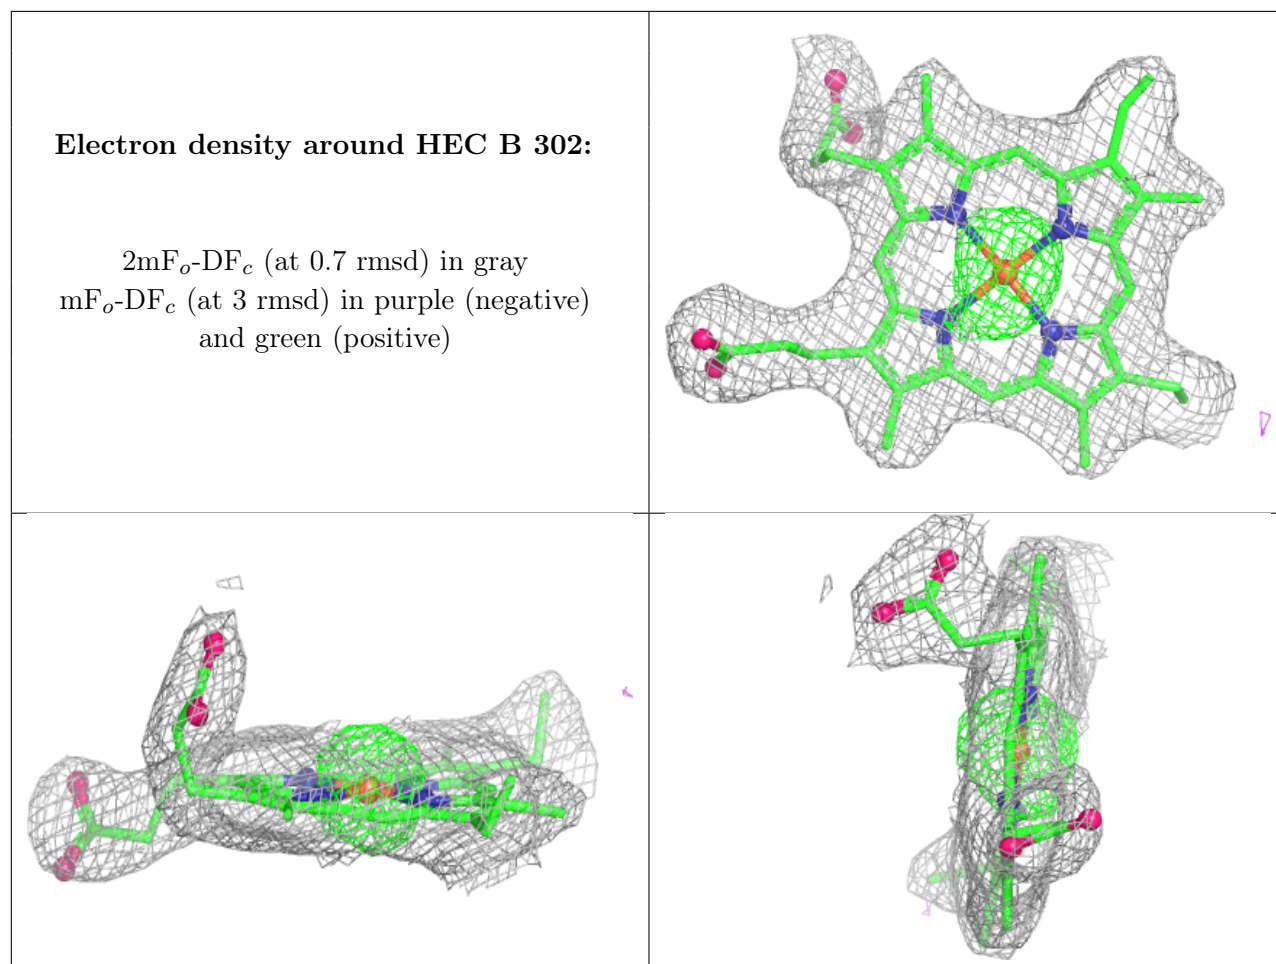 Electron density around HEC B 302:
2mFo-DFc (at 0.7 rmsd) in gray
mFo-DFc (at 3 rmsd) in purple (negative)
and green (positive)